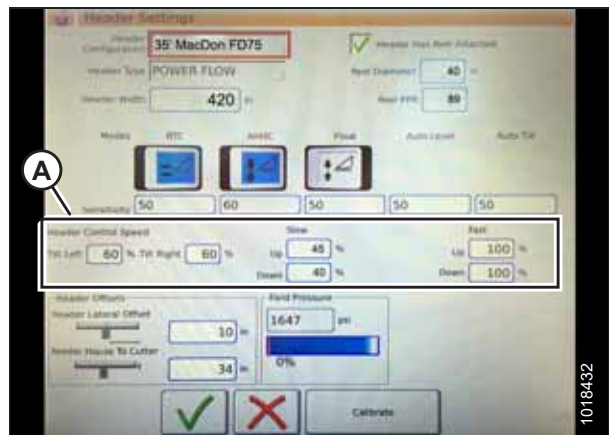 Header Settings
Header Configuration 35' MacDon FD75 Header Has Reel Attached
Header Type POWER FLOW Reel Diameter 40 in
Header Width 420 in Reel PPR 89
Modes RTC AHHC Float Auto Level Auto Tilt
Sensitivity 50 60 50 50 50
A
Header Control Speed Slow Fast
Tilt Left 60 % Tilt Right 60 % Up 45 % Up 100 %
Down 40 % Down 100 %
Header Offsets Field Pressure
Header Lateral Offset 1647 psi
10 in
Feeder House To Cutter 0%
34 in
Calibrate
1018432